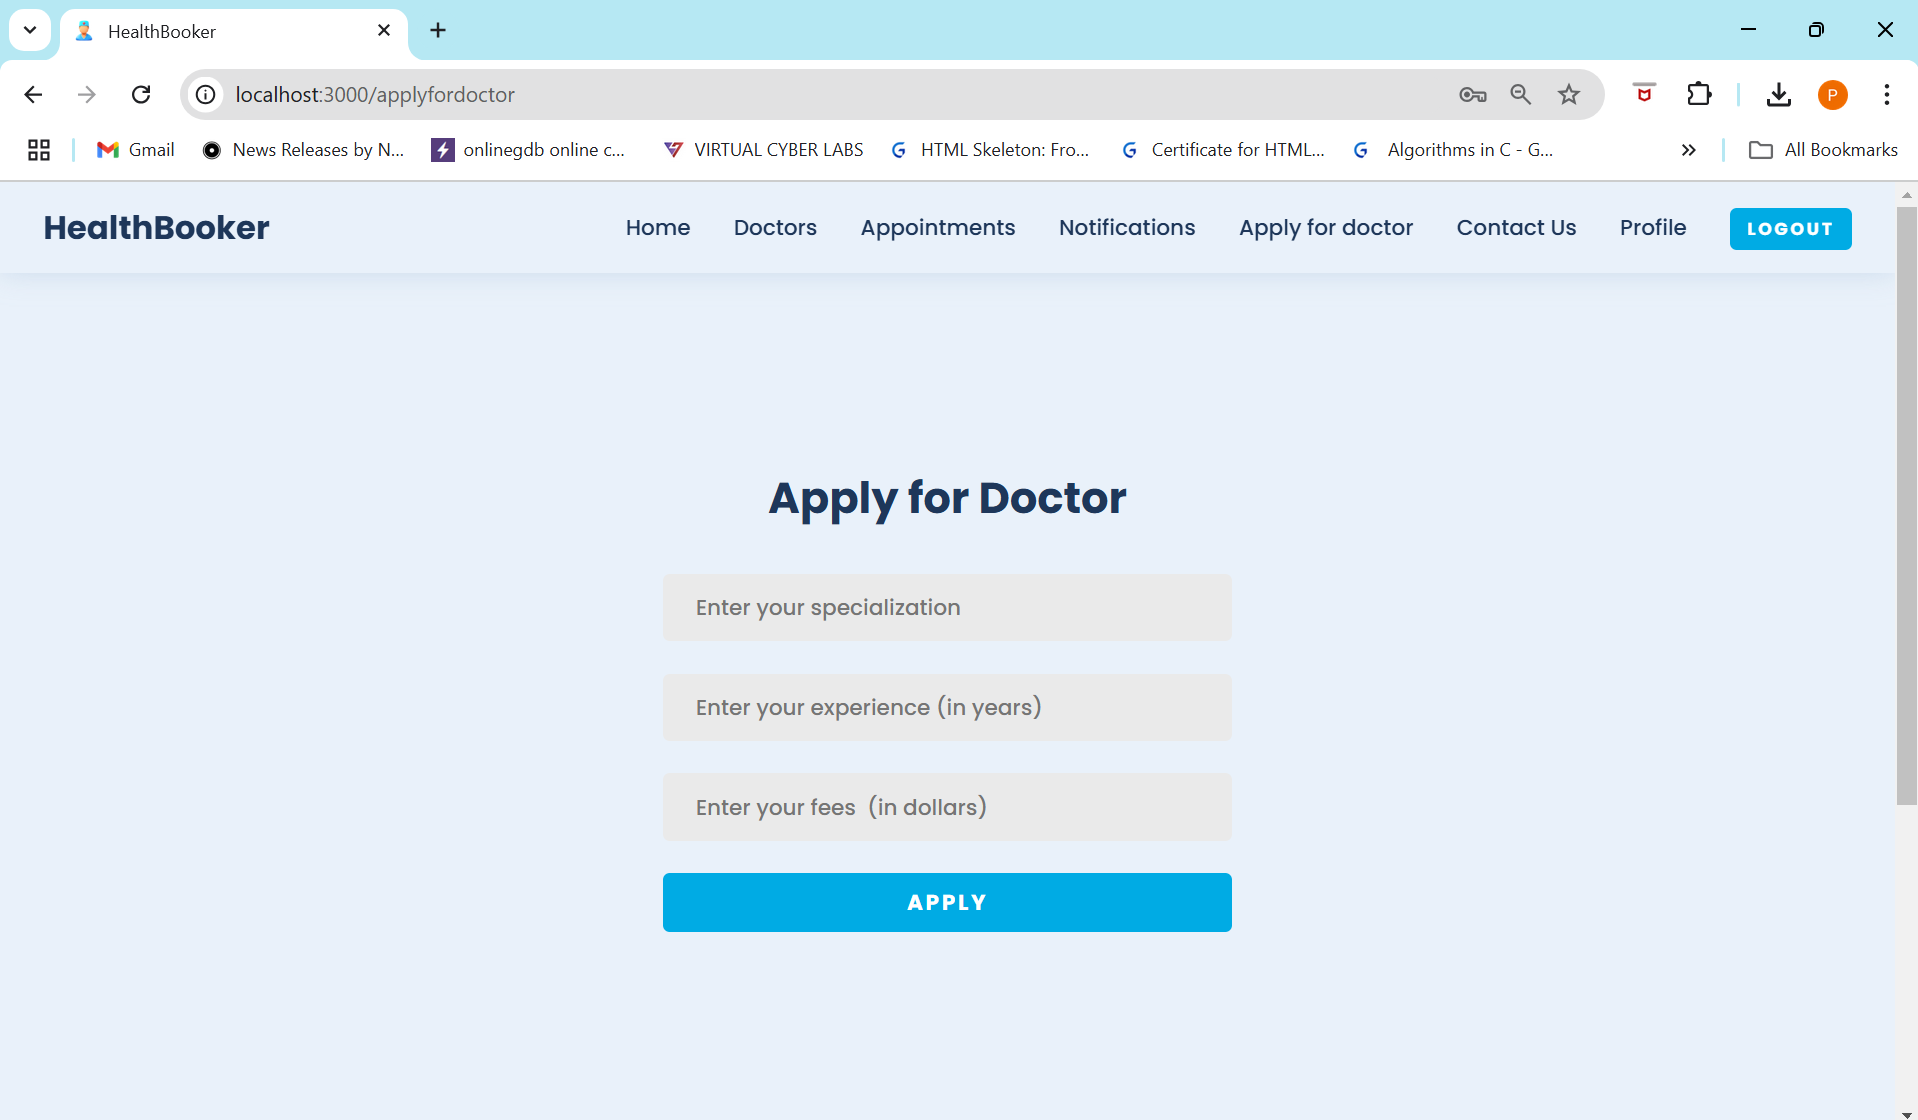 HealthBooker
localhost:3000/applyfordoctor
Gmail News Releases by N... onlinegdb online c... VIRTUAL CYBER LABS HTML Skeleton: Fro... Certificate for HTML... Algorithms in C - G... All Bookmarks
HealthBooker Home Doctors Appointments Notifications Apply for doctor Contact Us Profile LOGOUT
Apply for Doctor
Enter your specialization
Enter your experience (in years)
Enter your fees  (in dollars)
APPLY
P